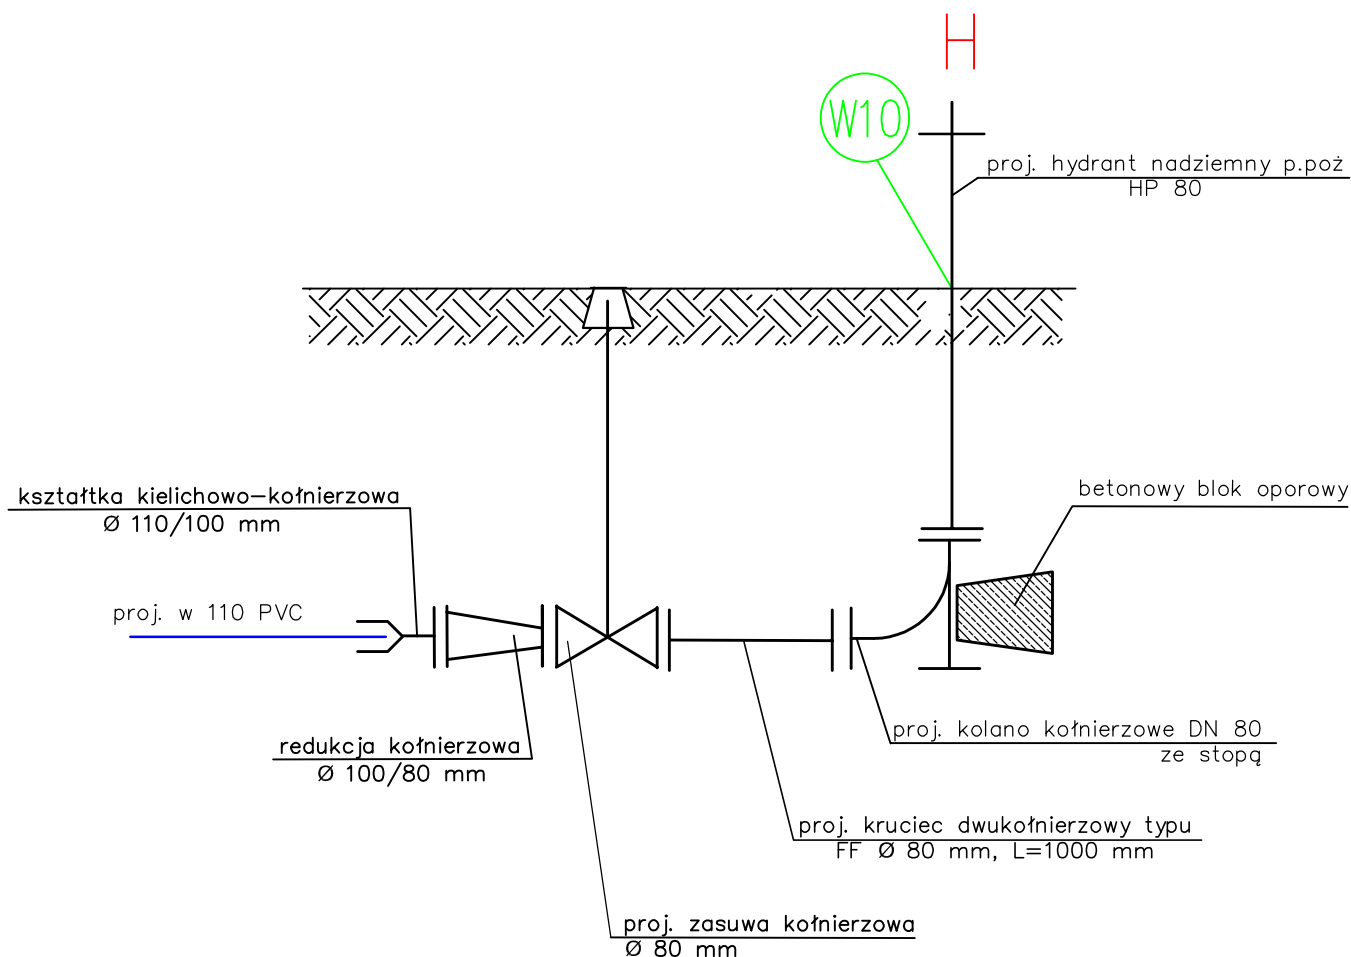 H
W10
proj. hydrant nadziemny p.poż
HP 80
kształtka kielichowo-kołnierzowa
Ø 110/100 mm
betonowy blok oporowy
proj. w 110 PVC
redukcja kołnierzowa
Ø 100/80 mm
proj. kolano kołnierzowe DN 80
ze stopą
proj. kruciec dwukołnierzowy typu
FF Ø 80 mm, L=1000 mm
proj. zasuwa kołnierzowa
Ø 80 mm